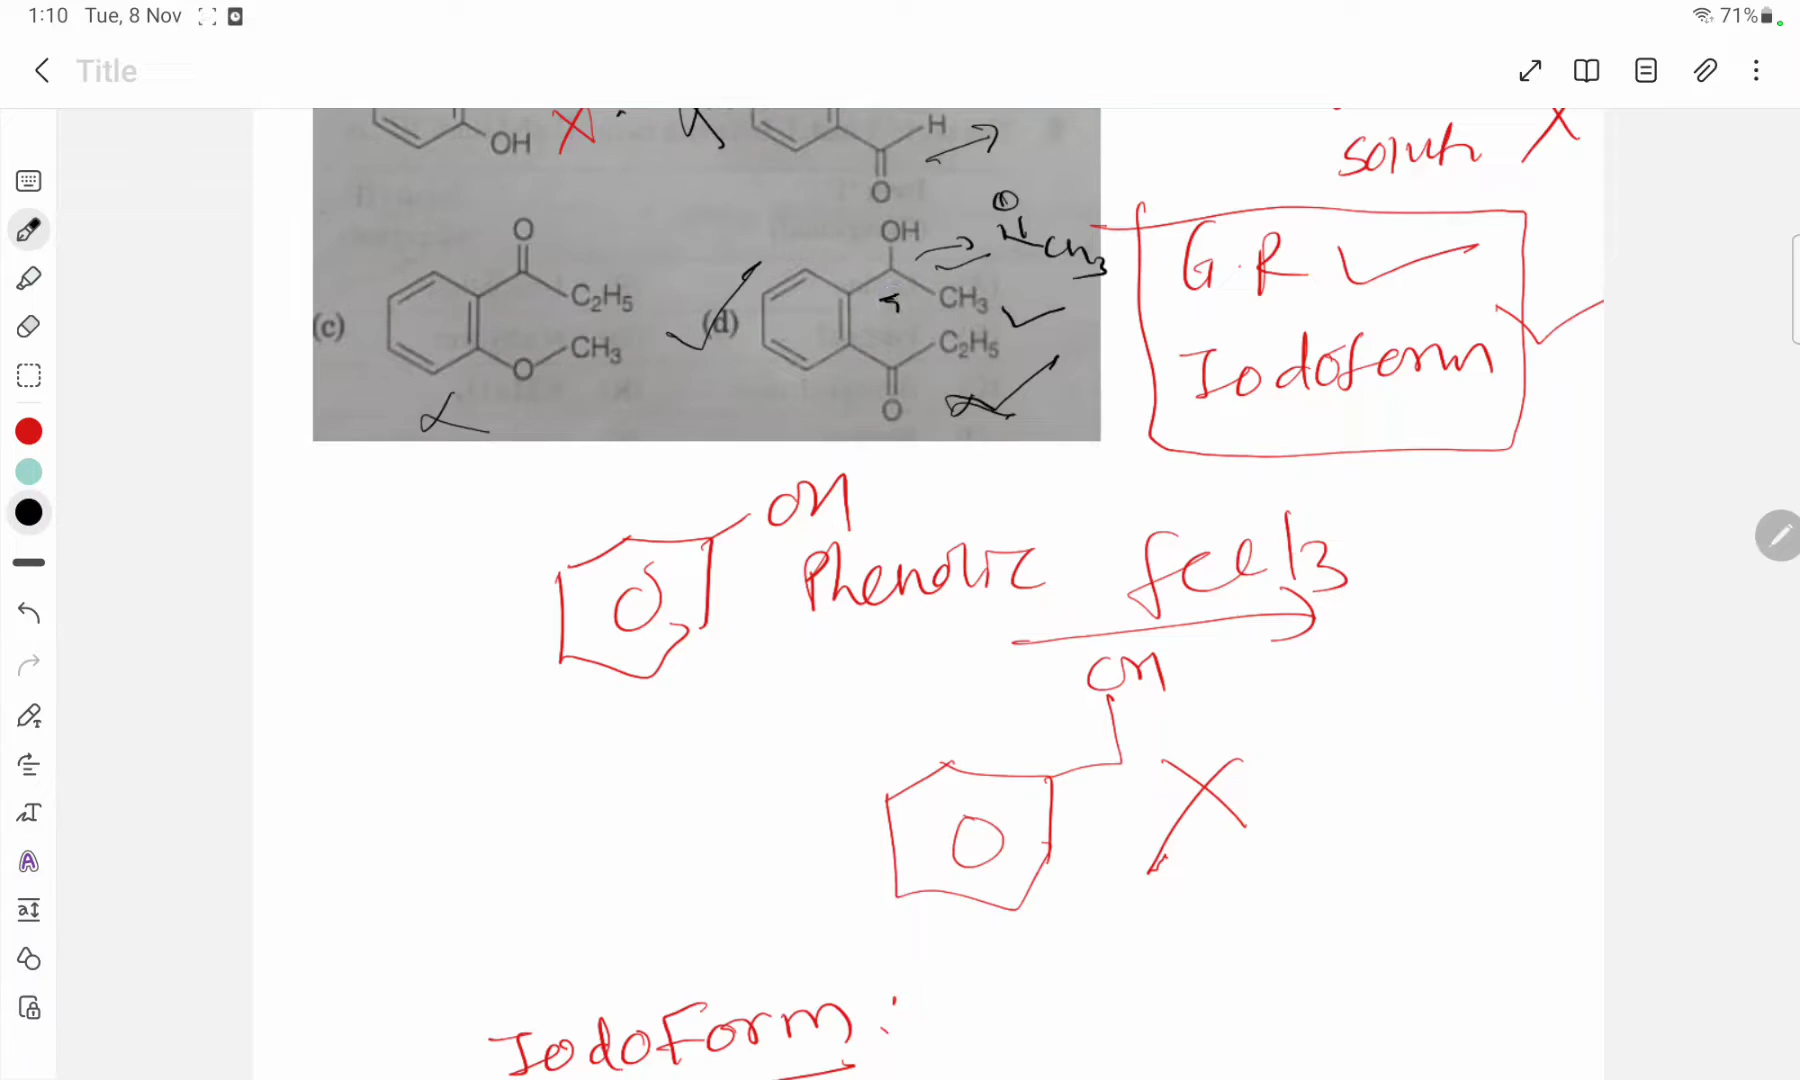 1:10 Tue, 8 Nov
71%
Title
OH
H
O
solutn
OH
CH3
G.R
O
C2H5
(c)
(d)
CH3
C2H5
O
CH3
O
Iodoform
OH
Phenolic
fecl3
OH
IodoForm :